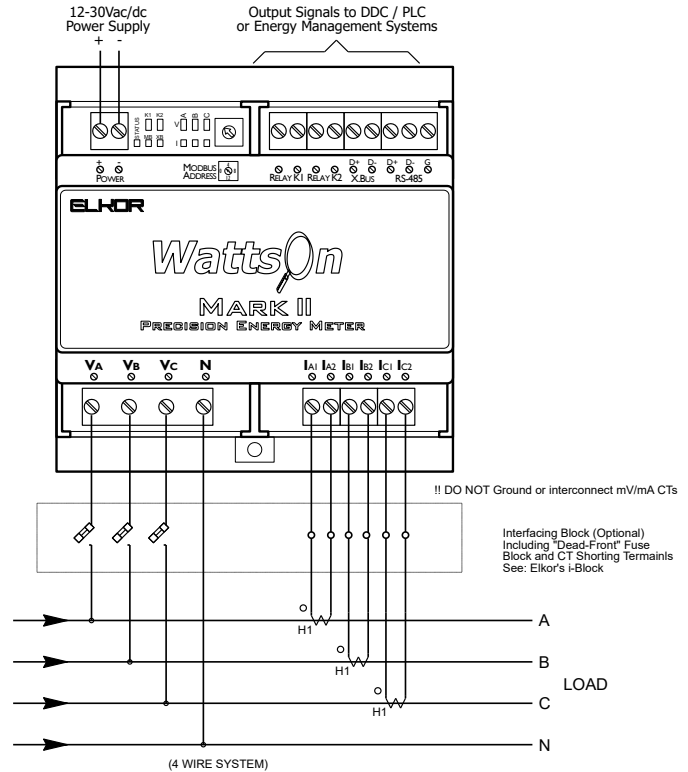 12-30Vac/dc
Power Supply
+ -
Output Signals to DDC / PLC
or Energy Management Systems
STATUS
K1 K2
MB XB
V
A B C
I
+ -
POWER
MODBUS
ADDRESS
RELAY K1 RELAY K2
D+ D-
X.BUS
D+ D- G
RS-485
ELKOR
WattsOn
MARK II
PRECISION ENERGY METER
VA VB VC N
IA1 IA2 IB1 IB2 IC1 IC2
!! DO NOT Ground or interconnect mV/mA CTs
Interfacing Block (Optional)
Including "Dead-Front" Fuse
Block and CT Shorting Termainls
See: Elkor's i-Block
H1
A
H1
B
LOAD
H1
C
N
(4 WIRE SYSTEM)